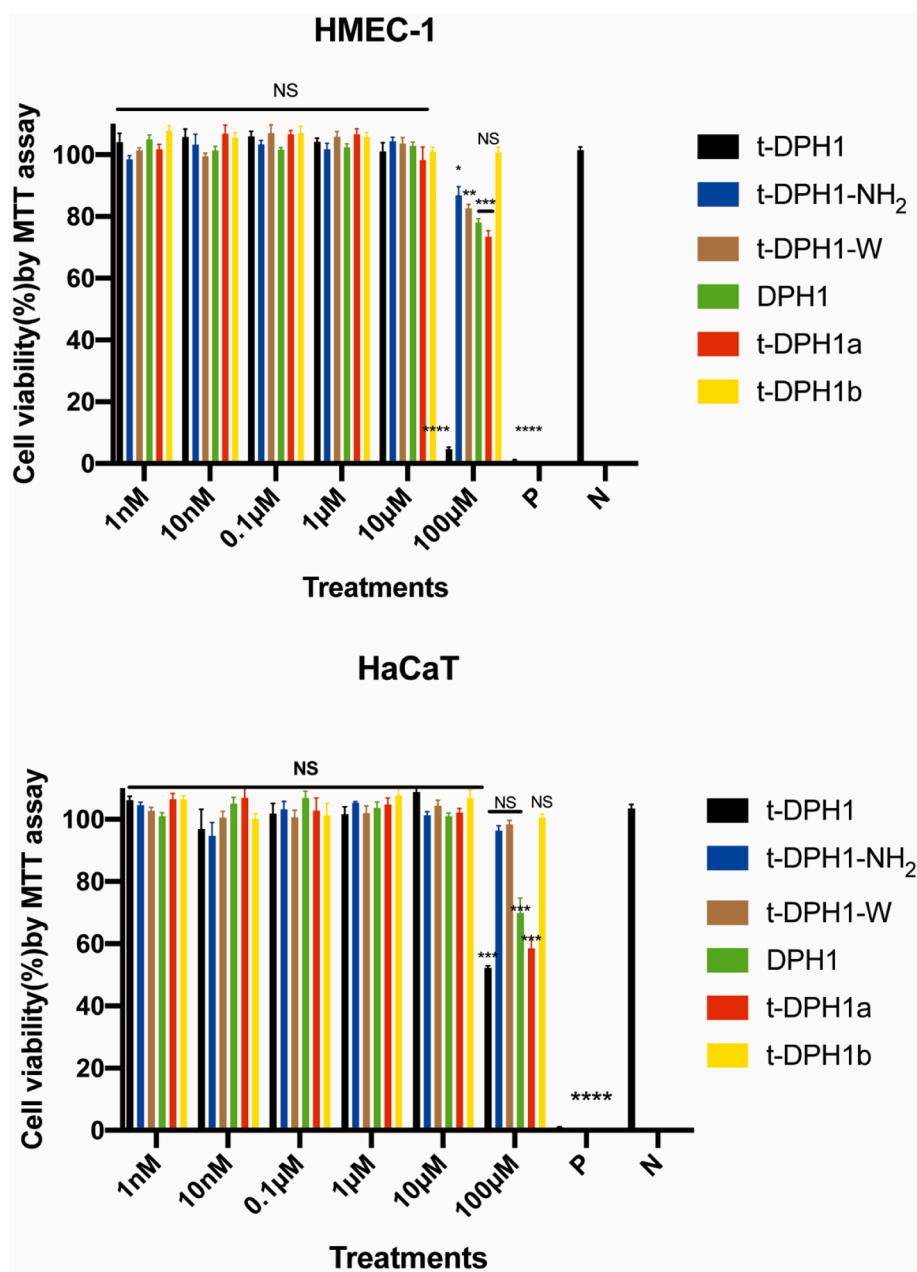 HMEC-1
NS
Cell viability(%)by MTT assay
100
80
60
40
20
0
NS
*
**
***
****
****
1nM
10nM
0.1µM
1µM
10µM
100µM
P
N
Treatments
t-DPH1
t-DPH1-NH2
t-DPH1-W
DPH1
t-DPH1a
t-DPH1b
HaCaT
NS
Cell viability(%)by MTT assay
100
80
60
40
20
0
NS
NS
***
***
***
****
1nM
10nM
0.1µM
1µM
10µM
100µM
P
N
Treatments
t-DPH1
t-DPH1-NH2
t-DPH1-W
DPH1
t-DPH1a
t-DPH1b